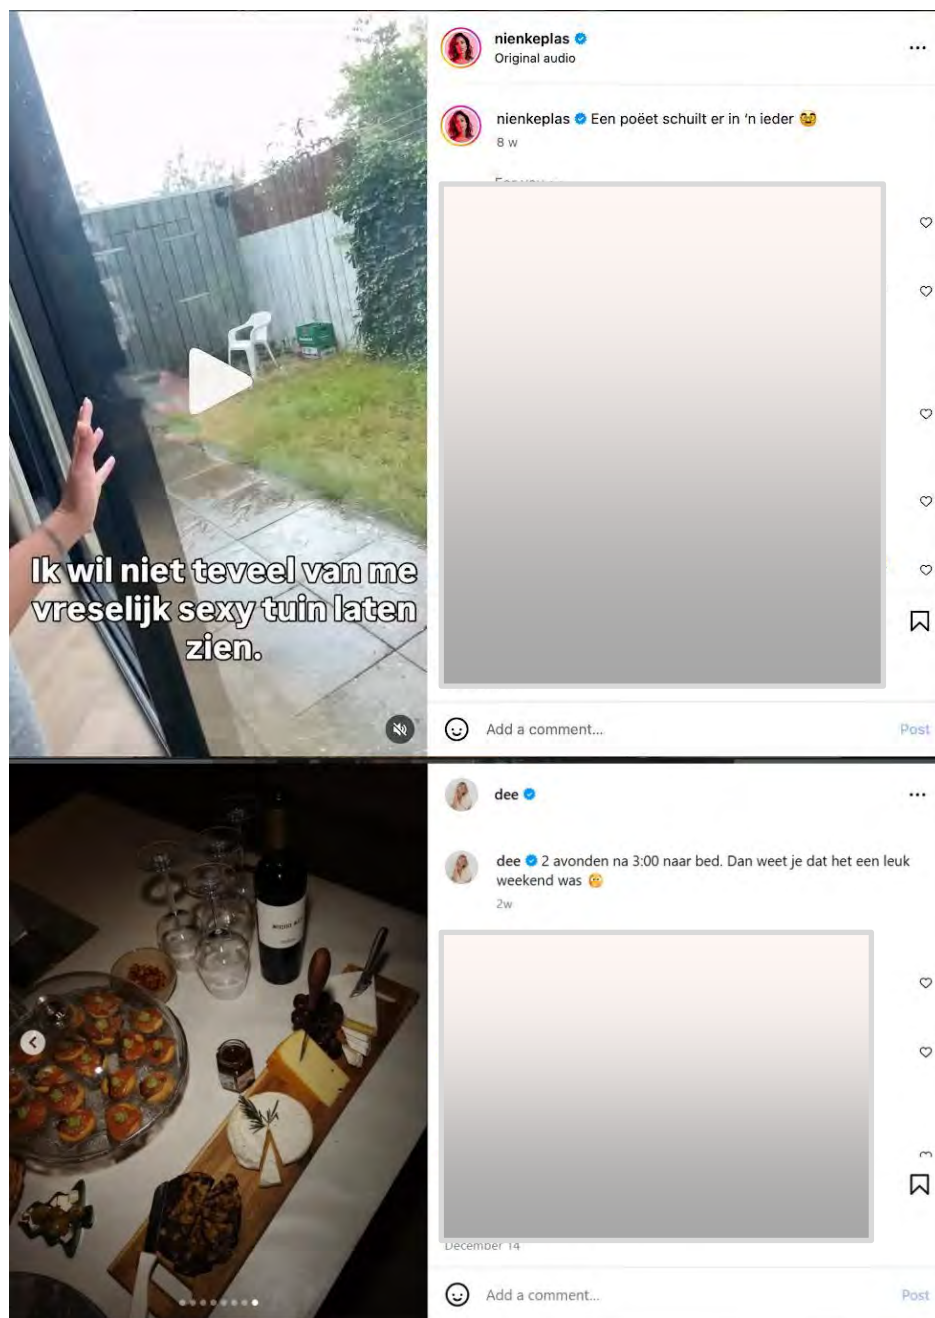 nienkeplas
Original audio
nienkeplas Een poëet schuilt er in ‘n ieder 🤓
8 w
Ik wil niet teveel van me
vreselijk sexy tuin laten
zien.
Add a comment...
Post
dee
dee 2 avonden na 3:00 naar bed. Dan weet je dat het een leuk
weekend was 🫣
2w
December 14
Add a comment...
Post